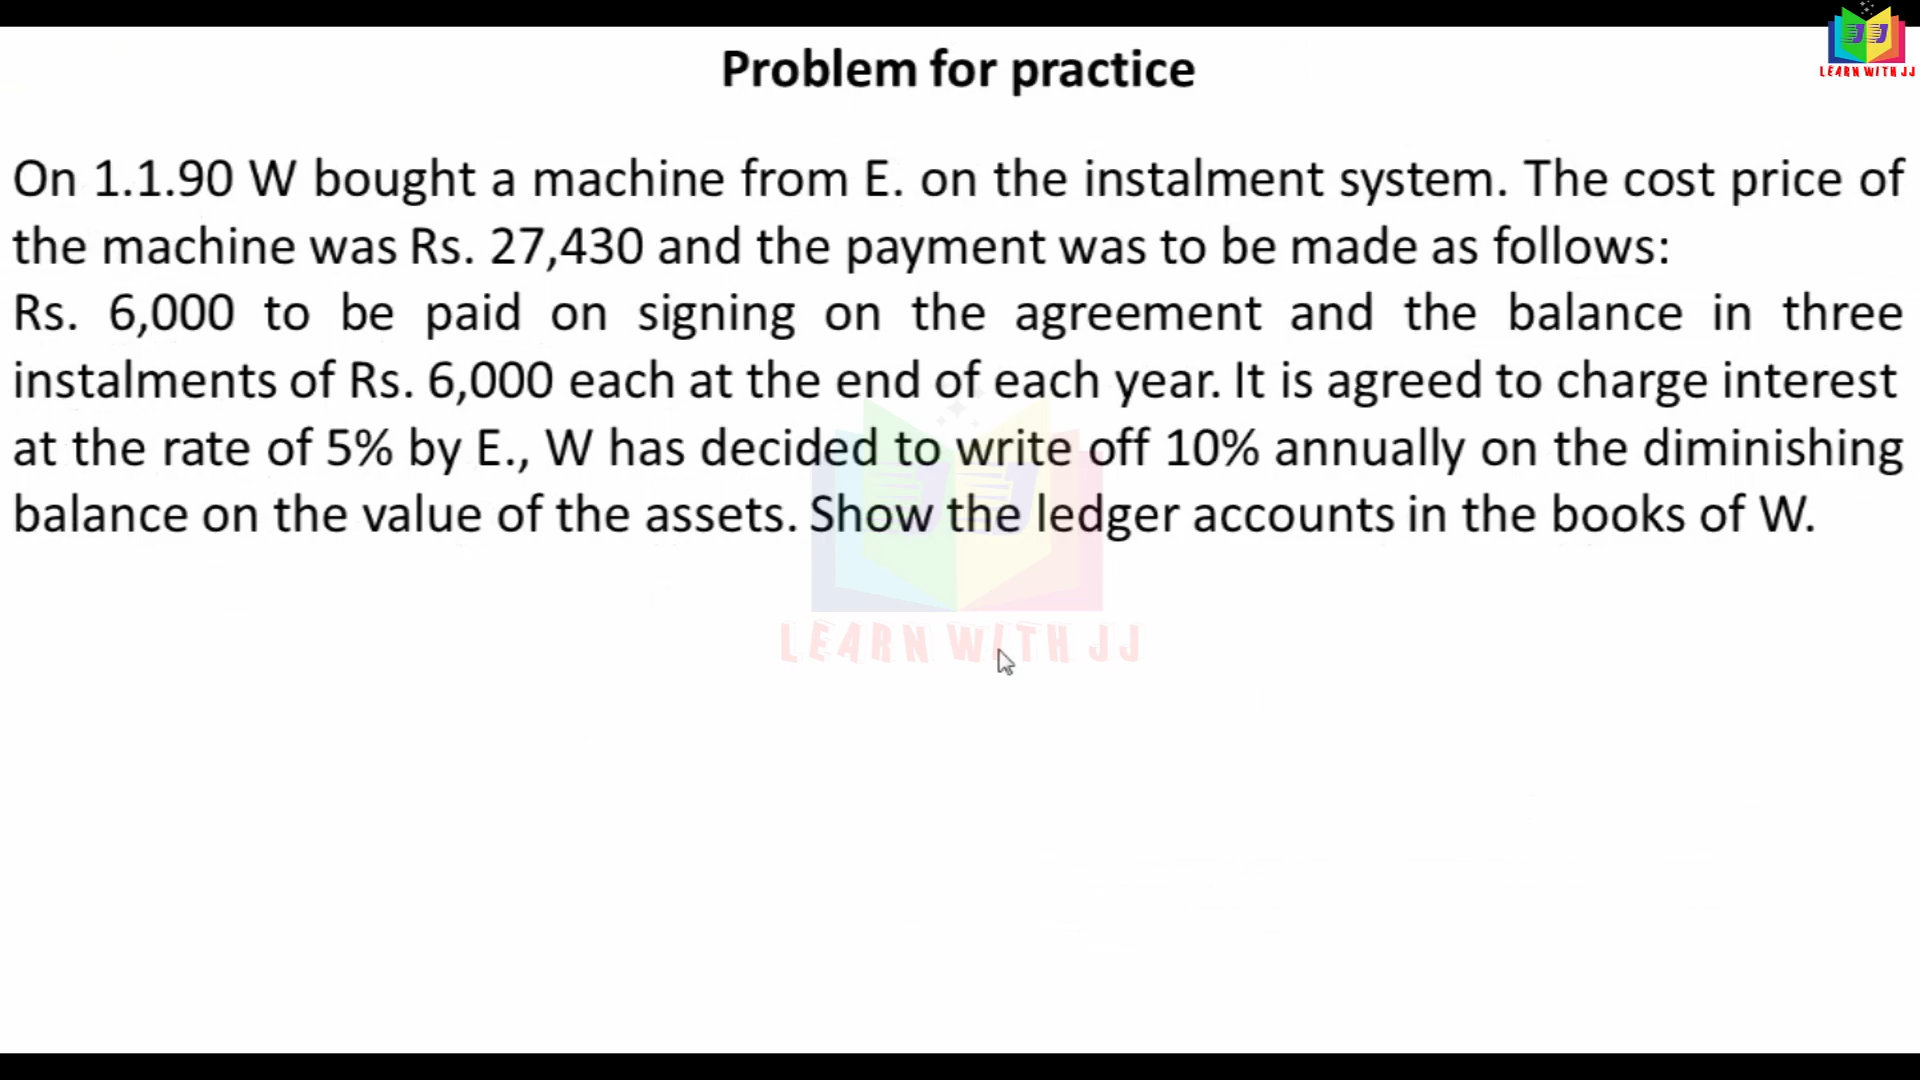 Problem for practice
LEARN WITH JJ
On 1.1.90 W bought a machine from E. on the instalment system. The cost price of
the machine was Rs. 27,430 and the payment was to be made as follows:
Rs. 6,000 to be paid on signing on the agreement and the balance in three
instalments of Rs. 6,000 each at the end of each year. It is agreed to charge interest
at the rate of 5% by E., W has decided to write off 10% annually on the diminishing
balance on the value of the assets. Show the ledger accounts in the books of W.
LEARN WITH JJ